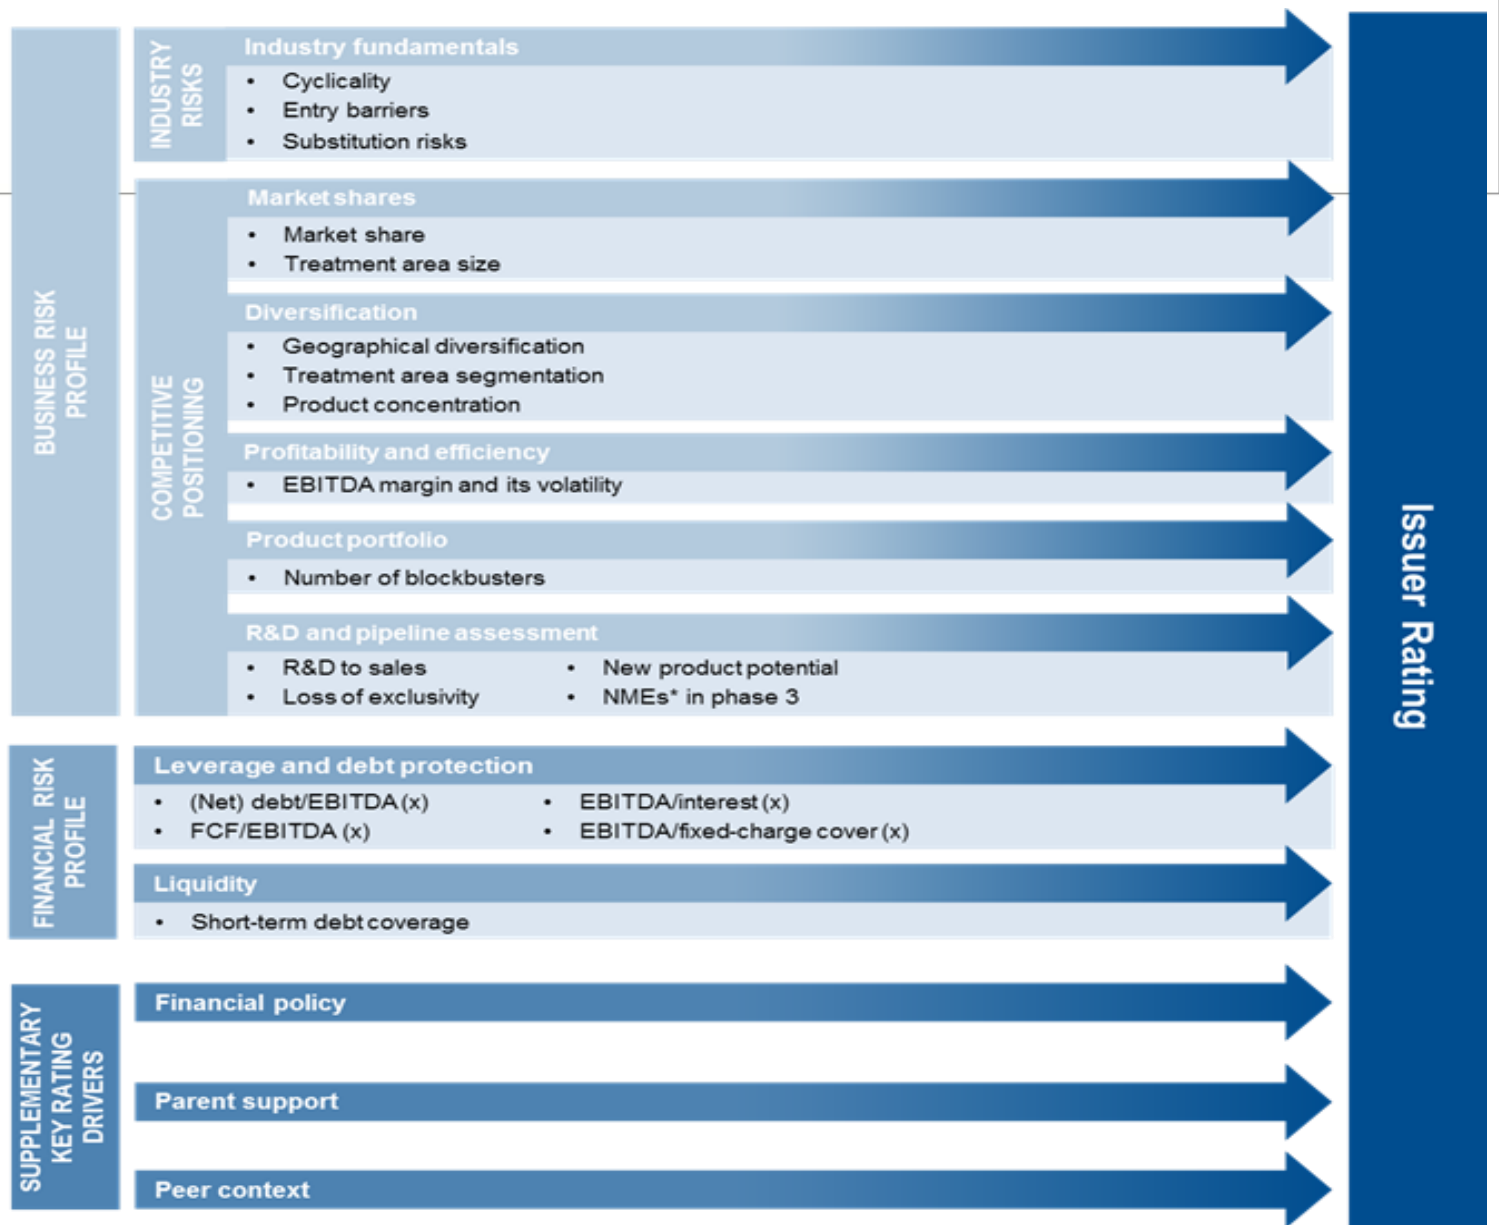 BUSINESS RISK
PROFILE
INDUSTRY
RISKS
Industry fundamentals
• Cyclicality
• Entry barriers
• Substitution risks
COMPETITIVE
POSITIONING
Market shares
• Market share
• Treatment area size
Diversification
• Geographical diversification
• Treatment area segmentation
• Product concentration
Profitability and efficiency
• EBITDA margin and its volatility
Product portfolio
• Number of blockbusters
R&D and pipeline assessment
• R&D to sales
• Loss of exclusivity
• New product potential
• NMEs* in phase 3
FINANCIAL RISK
PROFILE
Leverage and debt protection
• (Net) debt/EBITDA (x)
• FCF/EBITDA (x)
• EBITDA/interest (x)
• EBITDA/fixed-charge cover (x)
Liquidity
• Short-term debt coverage
SUPPLEMENTARY
KEY RATING
DRIVERS
Financial policy
Parent support
Peer context
Issuer Rating